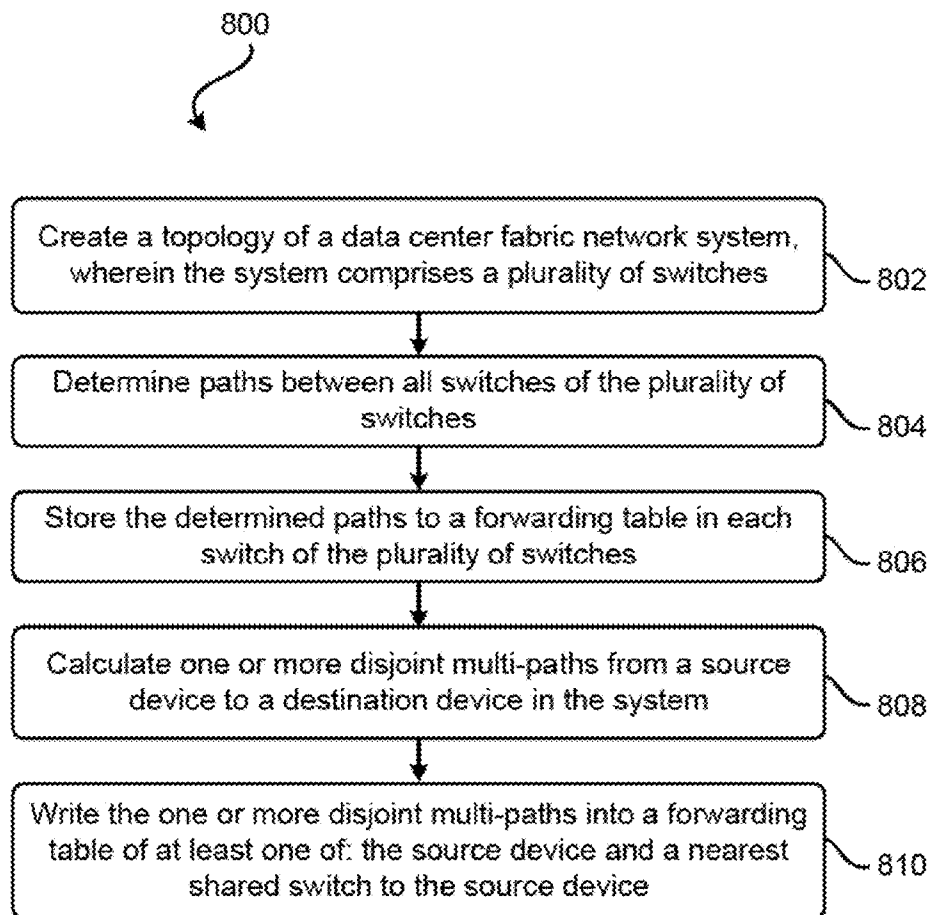 800
Create a topology of a data center fabric network system,
wherein the system comprises a plurality of switches
802
Determine paths between all switches of the plurality of
switches
804
Store the determined paths to a forwarding table in each
switch of the plurality of switches
806
Calculate one or more disjoint multi-paths from a source
device to a destination device in the system
808
Write the one or more disjoint multi-paths into a forwarding
table of at least one of: the source device and a nearest
shared switch to the source device
810